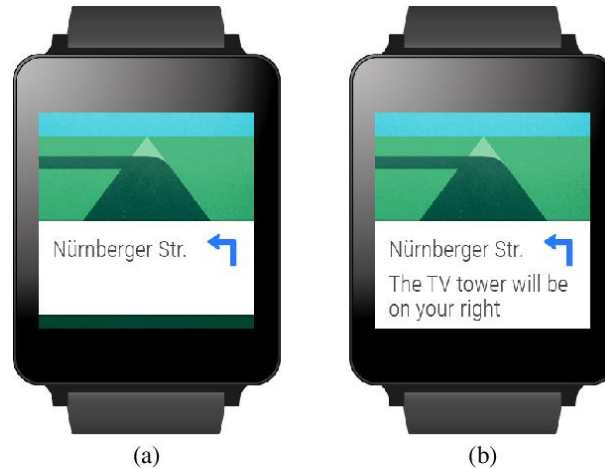 Nürnberger Str.
Nürnberger Str.
The TV tower will be
on your right
(a)
(b)